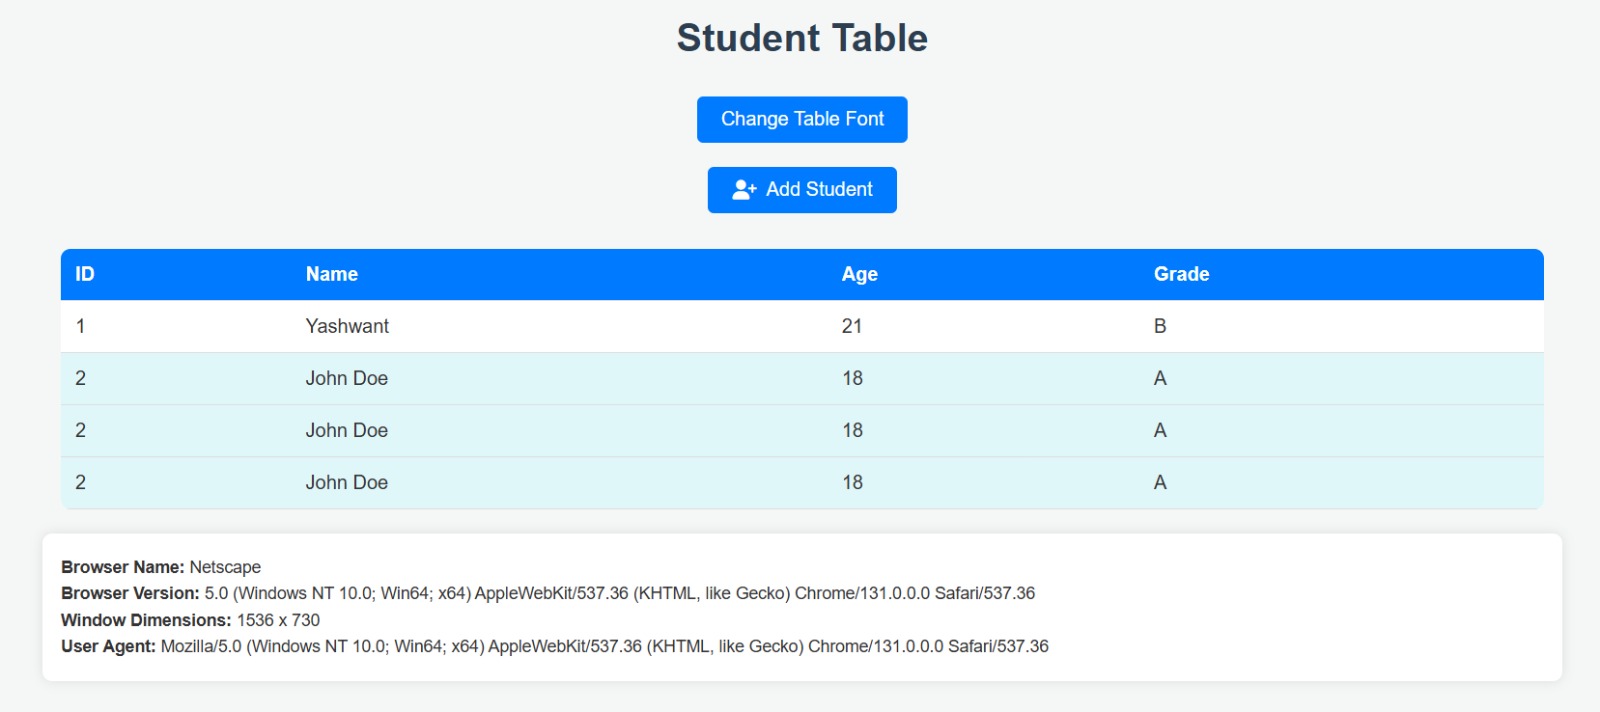 Student Table
Change Table Font
Add Student
ID Name Age Grade
1 Yashwant 21 B
2 John Doe 18 A
2 John Doe 18 A
2 John Doe 18 A
Browser Name: Netscape
Browser Version: 5.0 (Windows NT 10.0; Win64; x64) AppleWebKit/537.36 (KHTML, like Gecko) Chrome/131.0.0.0 Safari/537.36
Window Dimensions: 1536 x 730
User Agent: Mozilla/5.0 (Windows NT 10.0; Win64; x64) AppleWebKit/537.36 (KHTML, like Gecko) Chrome/131.0.0.0 Safari/537.36